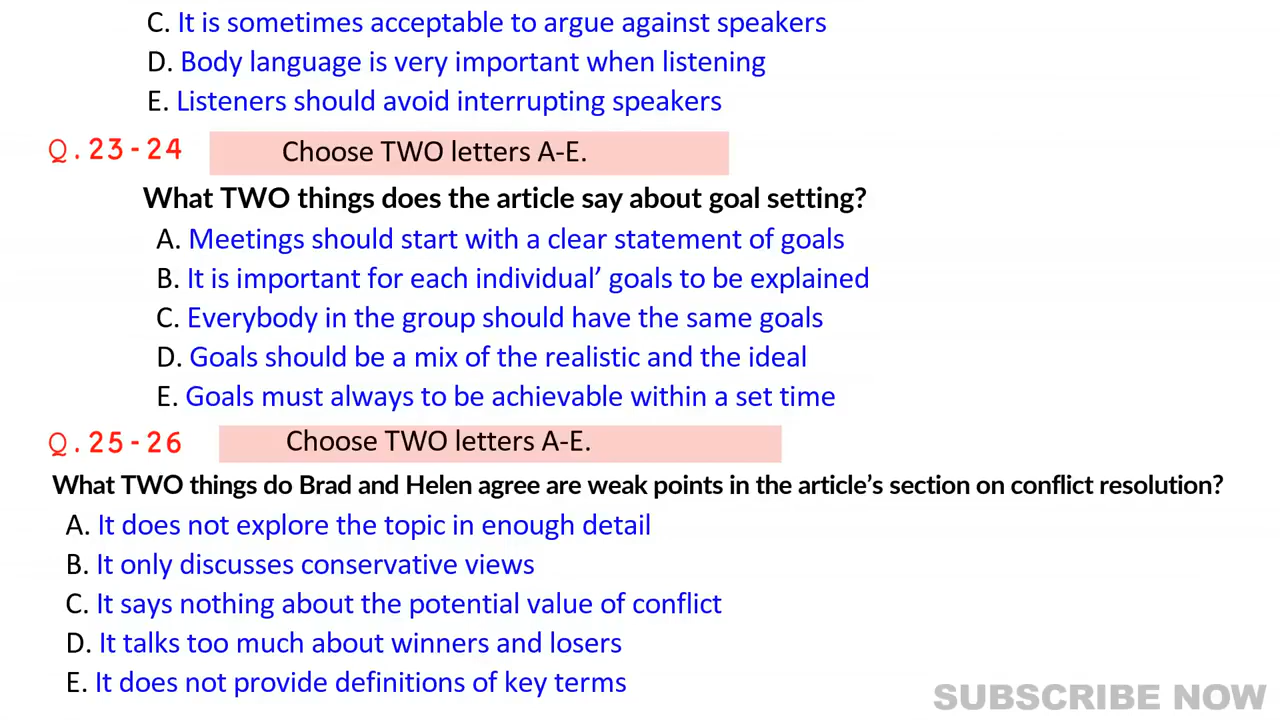 C. It is sometimes acceptable to argue against speakers
D. Body language is very important when listening
E. Listeners should avoid interrupting speakers
Q.23-24 Choose TWO letters A-E.
What TWO things does the article say about goal setting?
A. Meetings should start with a clear statement of goals
B. It is important for each individual’ goals to be explained
C. Everybody in the group should have the same goals
D. Goals should be a mix of the realistic and the ideal
E. Goals must always to be achievable within a set time
Q.25-26 Choose TWO letters A-E.
What TWO things do Brad and Helen agree are weak points in the article’s section on conflict resolution?
A. It does not explore the topic in enough detail
B. It only discusses conservative views
C. It says nothing about the potential value of conflict
D. It talks too much about winners and losers
E. It does not provide definitions of key terms
SUBSCRIBE NOW